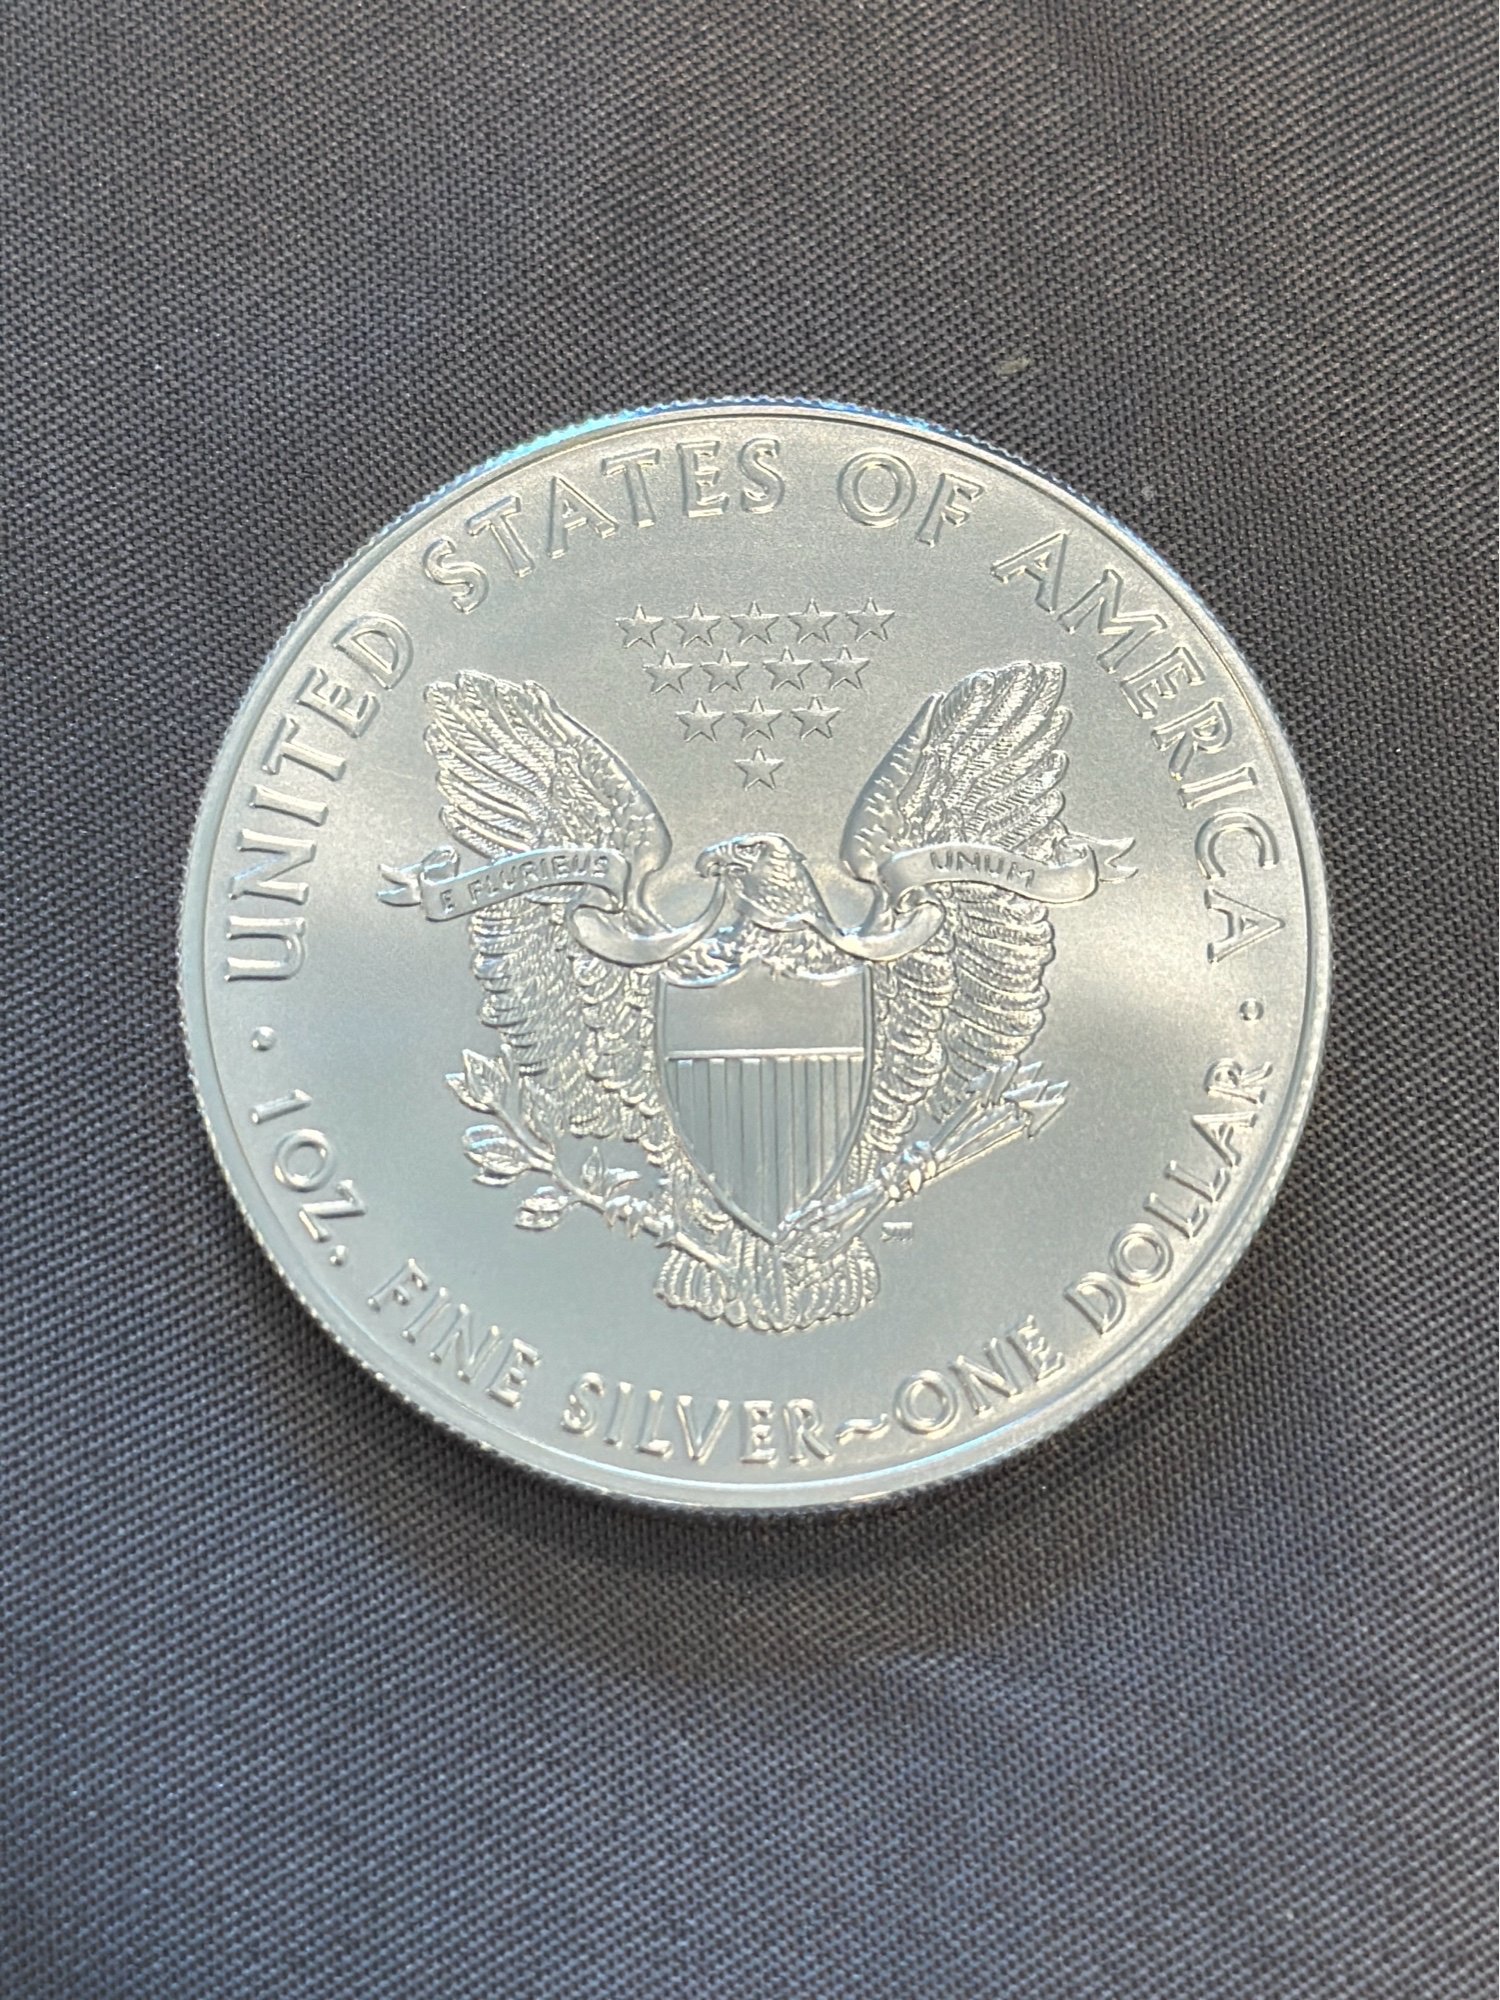 UNITED STATES OF AMERICA
E PLURIBUS UNUM
1 OZ. FINE SILVER~ONE DOLLAR